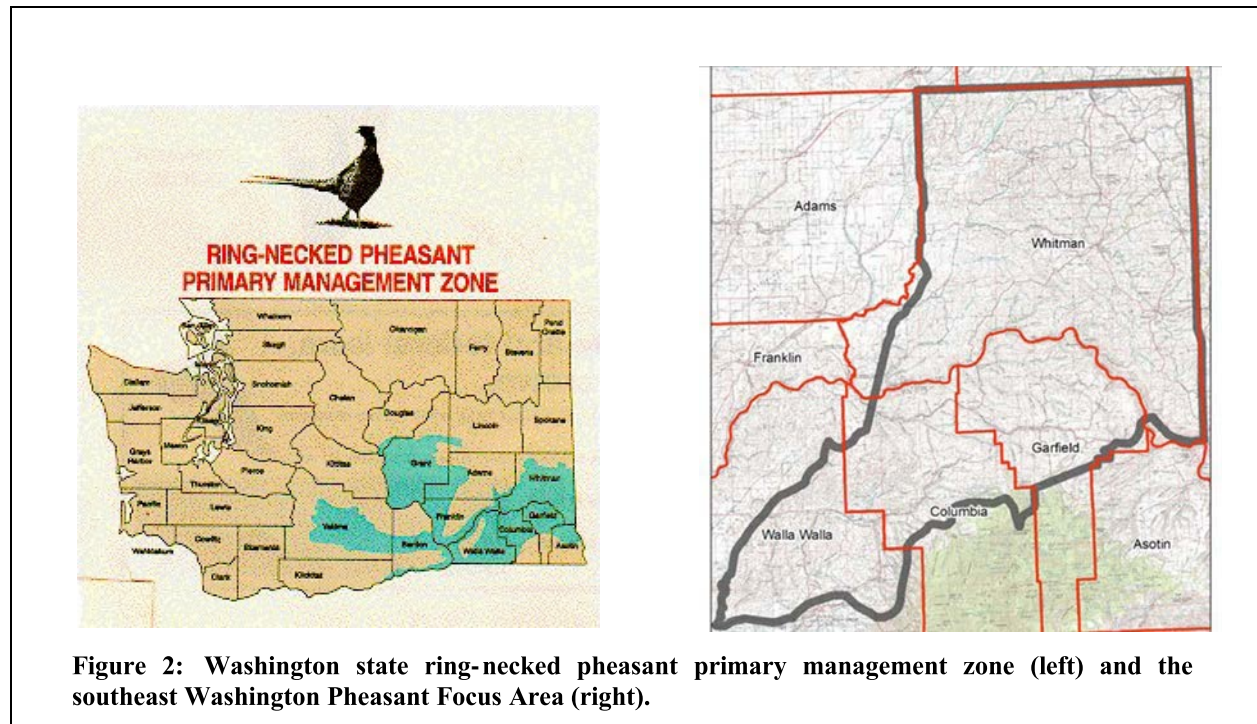 RING-NECKED PHEASANT
PRIMARY MANAGEMENT ZONE
Whatcom
Okanogan
Pend
Oreille
Skagit
Ferry
Stevens
Snohomish
Clallam
Chelan
Jefferson
Douglas
King
Lincoln
Spokane
Mason
Grays
Harbor
Kittitas
Grant
Pierce
Adams
Whitman
Thurston
Pacific
Lewis
Yakima
Franklin
Garfield
Columbia
Cowlitz
Skamania
Benton
Walla Walla
Asotin
Wahkiakum
Clark
Klickitat
Adams
Whitman
Franklin
Garfield
Columbia
Walla Walla
Asotin
Figure 2: Washington state ring-necked pheasant primary management zone (left) and the
southeast Washington Pheasant Focus Area (right).